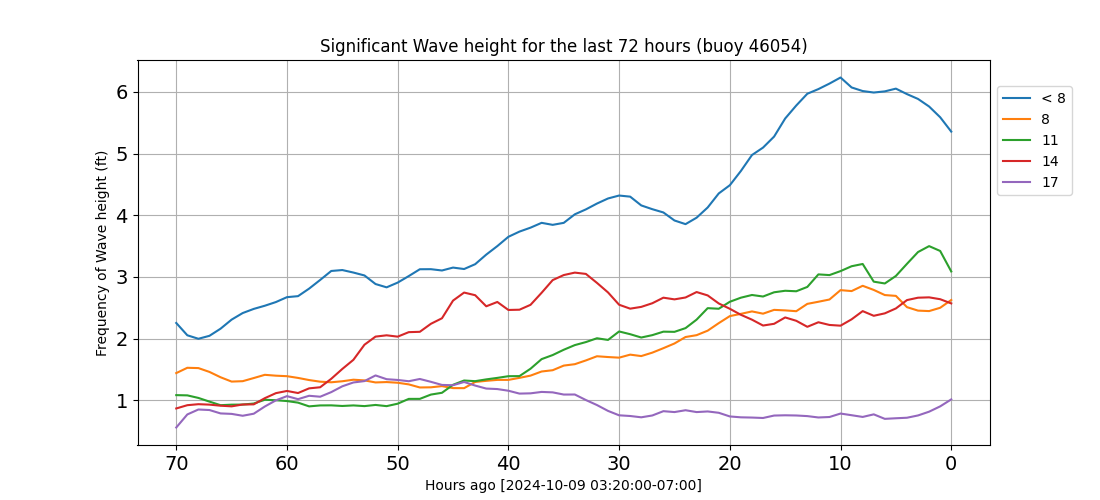 Significant Wave height for the last 72 hours (buoy 46054)
Frequency of Wave height (ft)
6
5
4
3
2
1
70 60 50 40 30 20 10 0
Hours ago [2024-10-09 03:20:00-07:00]
< 8
8
11
14
17